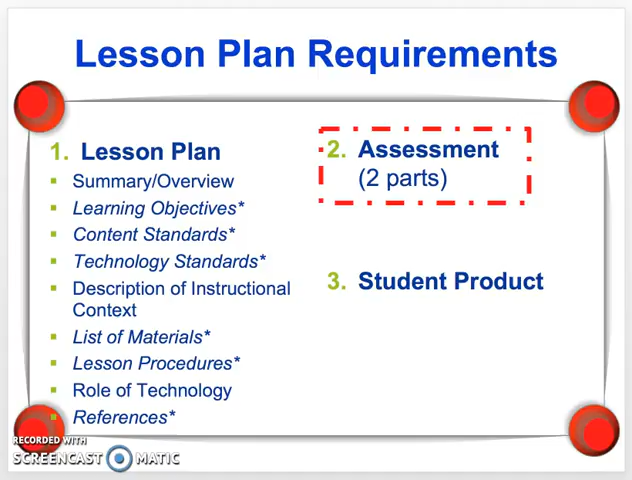 Lesson Plan Requirements
1. Lesson Plan
Summary/Overview
Learning Objectives*
Content Standards*
Technology Standards*
Description of Instructional
Context
List of Materials*
Lesson Procedures*
Role of Technology
References*
2. Assessment
(2 parts)
3. Student Product
RECORDED WITH
SCREENCAST MATIC